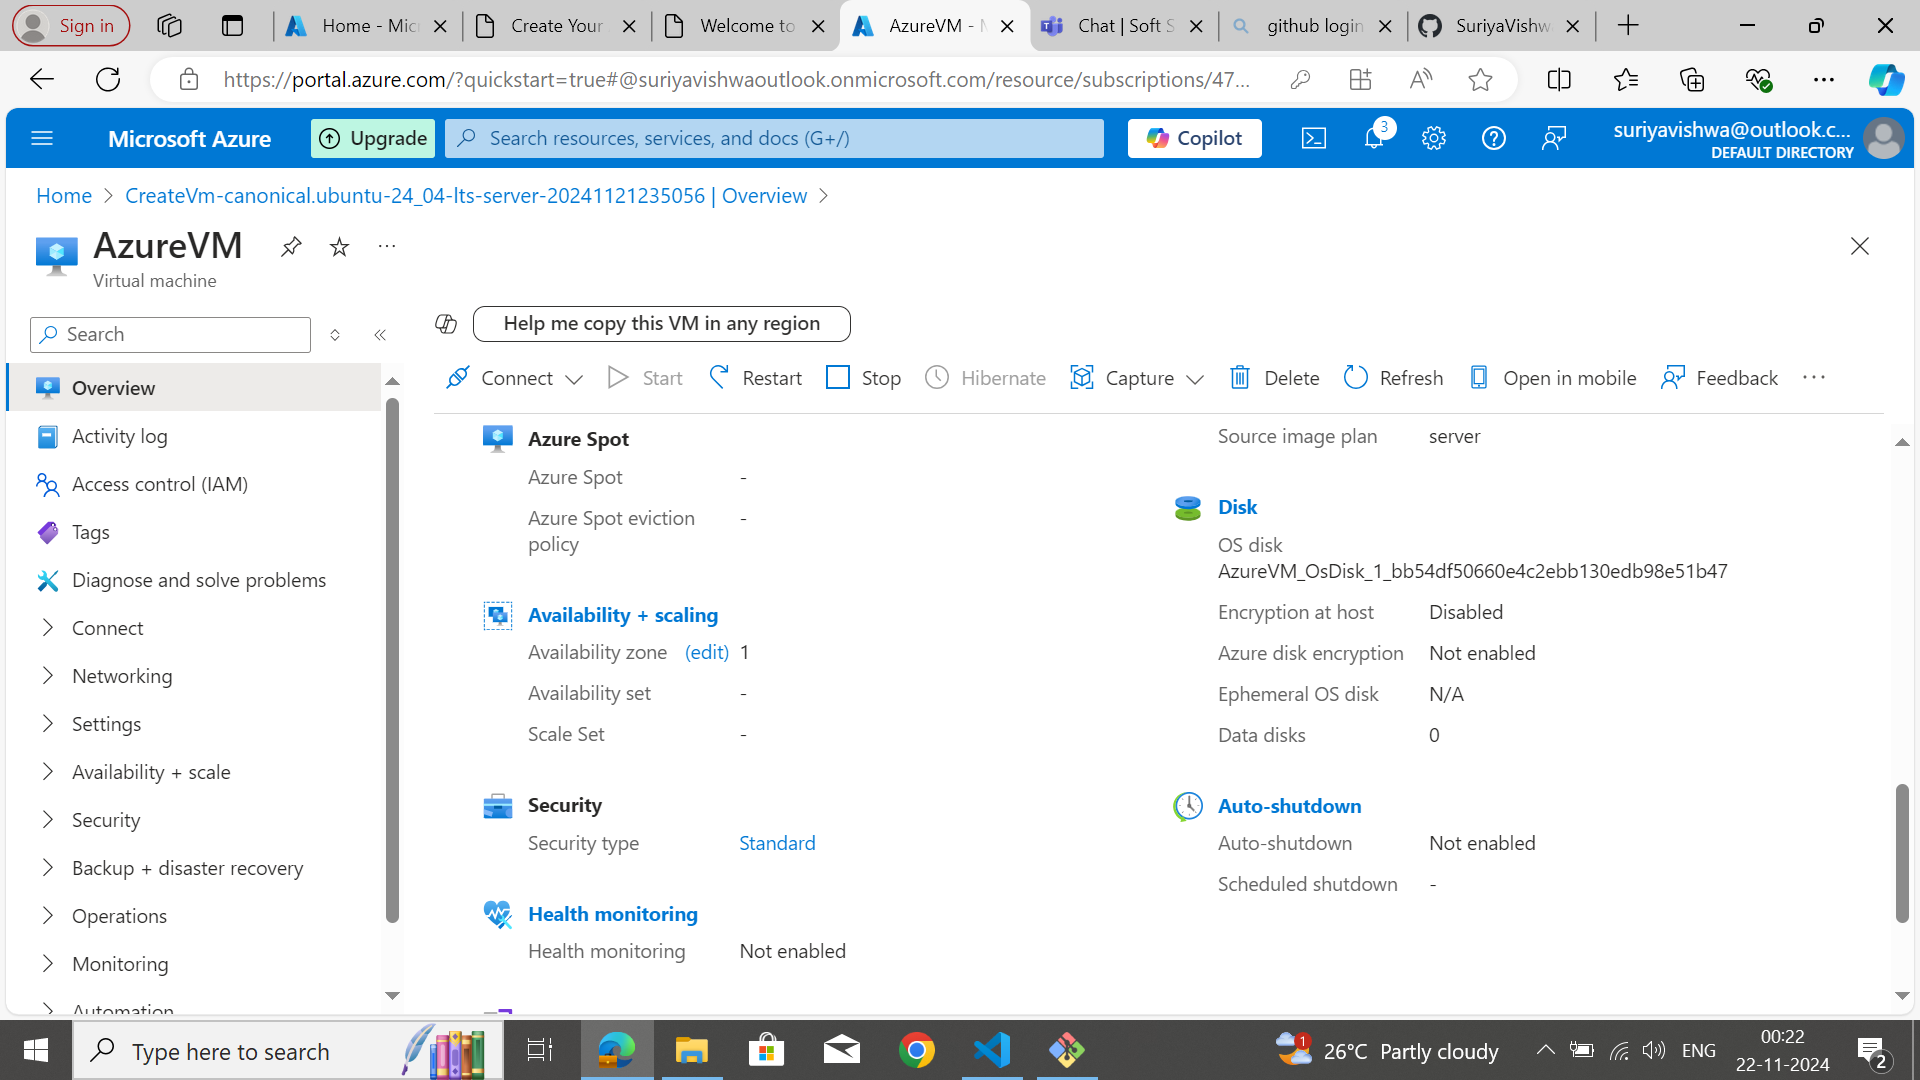 Sign in
Home - Mic
Create Your
Welcome to
AzureVM - M
Chat | Soft S
github login
SuriyaVishw
https://portal.azure.com/?quickstart=true#@suriyavishwaoutlook.onmicrosoft.com/resource/subscriptions/47...
Microsoft Azure
Upgrade
Search resources, services, and docs (G+/)
Copilot
3
suriyavishwa@outlook.c...
DEFAULT DIRECTORY
Home
CreateVm-canonical.ubuntu-24_04-lts-server-20241121235056 | Overview
AzureVM
Virtual machine
Search
Overview
Activity log
Access control (IAM)
Tags
Diagnose and solve problems
Connect
Networking
Settings
Availability + scale
Security
Backup + disaster recovery
Operations
Monitoring
Automation
Help me copy this VM in any region
Connect
Start
Restart
Stop
Hibernate
Capture
Delete
Refresh
Open in mobile
Feedback
Azure Spot
Azure Spot -
Azure Spot eviction policy -
Availability + scaling
Availability zone (edit) 1
Availability set -
Scale Set -
Security
Security type Standard
Health monitoring
Health monitoring Not enabled
Source image plan server
Disk
OS disk
AzureVM_OsDisk_1_bb54df50660e4c2ebb130edb98e51b47
Encryption at host Disabled
Azure disk encryption Not enabled
Ephemeral OS disk N/A
Data disks 0
Auto-shutdown
Auto-shutdown Not enabled
Scheduled shutdown -
Type here to search
1
26°C Partly cloudy
ENG
00:22
22-11-2024
2